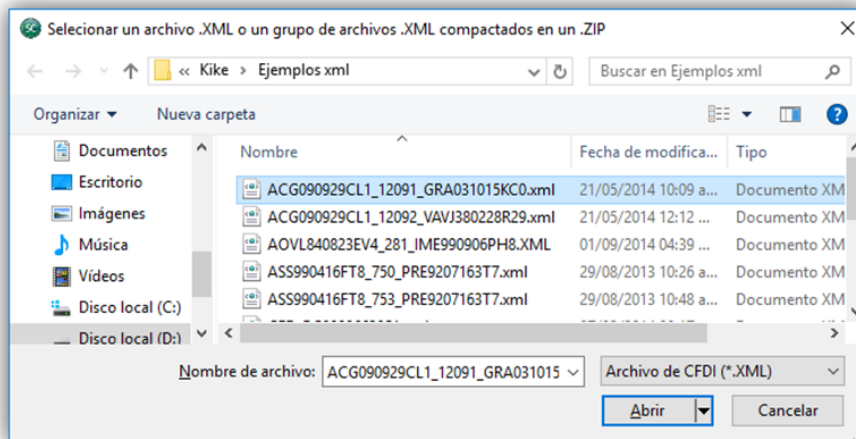 Selecionar un archivo .XML o un grupo de archivos .XML compactados en un .ZIP
« Kike › Ejemplos xml
Buscar en Ejemplos xml
Organizar Nueva carpeta
Documentos
Escritorio
Imágenes
Música
Vídeos
Disco local (C:)
Disco local (D:)
Nombre Fecha de modifica... Tipo
ACG090929CL1_12091_GRA031015KC0.xml 21/05/2014 10:09 a... Documento XM
ACG090929CL1_12092_VAVJ380228R29.xml 21/05/2014 12:12 ... Documento XM
AOVL840823EV4_281_IME990906PH8.XML 01/09/2014 04:39 ... Documento XM
ASS990416FT8_750_PRE9207163T7.xml 29/08/2013 10:26 a... Documento XM
ASS990416FT8_753_PRE9207163T7.xml 29/08/2013 10:48 a... Documento XM
Nombre de archivo: ACG090929CL1_12091_GRA031015 Archivo de CFDI (*.XML)
Abrir Cancelar